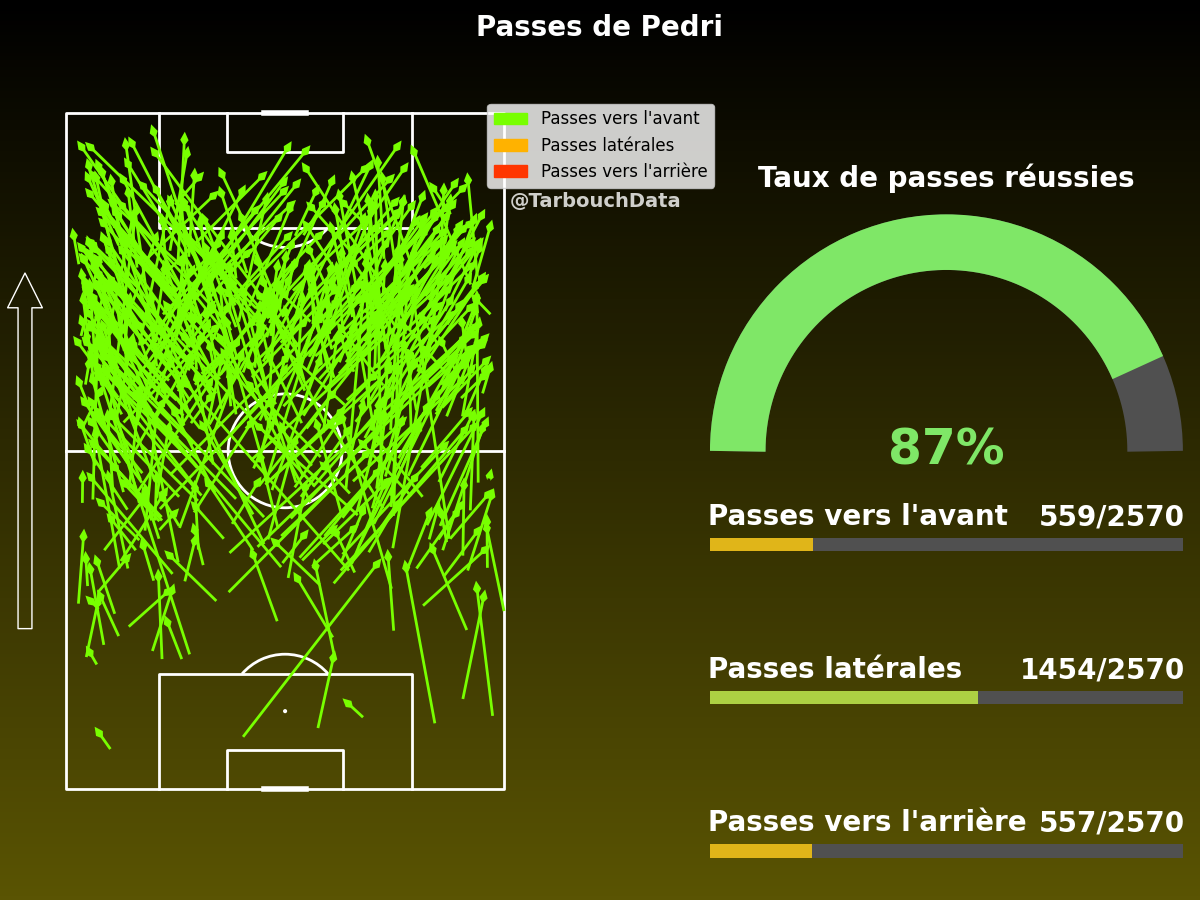 Passes de Pedri
Passes vers l'avant
Passes latérales
Passes vers l'arrière
@TarbouchData
Taux de passes réussies
87%
Passes vers l'avant 559/2570
Passes latérales 1454/2570
Passes vers l'arrière 557/2570